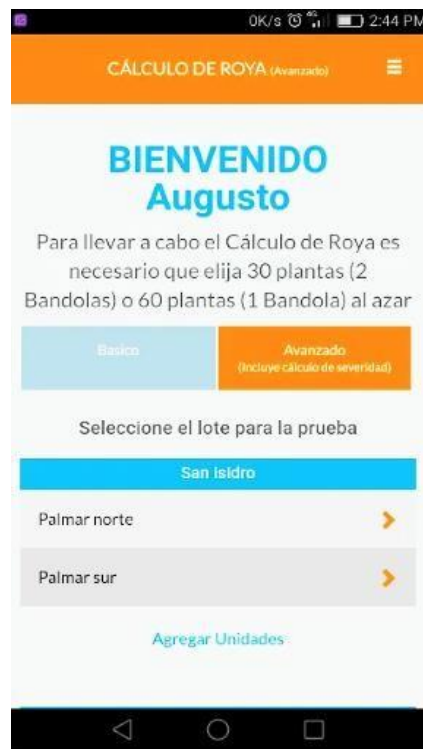 0K/s 4G 2:44 PM
CÁLCULO DE ROYA (Avanzado)
BIENVENIDO
Augusto
Para llevar a cabo el Cálculo de Roya es
necesario que elija 30 plantas (2
Bandolas) o 60 plantas (1 Bandola) al azar
Basico
Avanzado
(Incluye cálculo de severidad)
Seleccione el lote para la prueba
San Isidro
Palmar norte
Palmar sur
Agregar Unidades